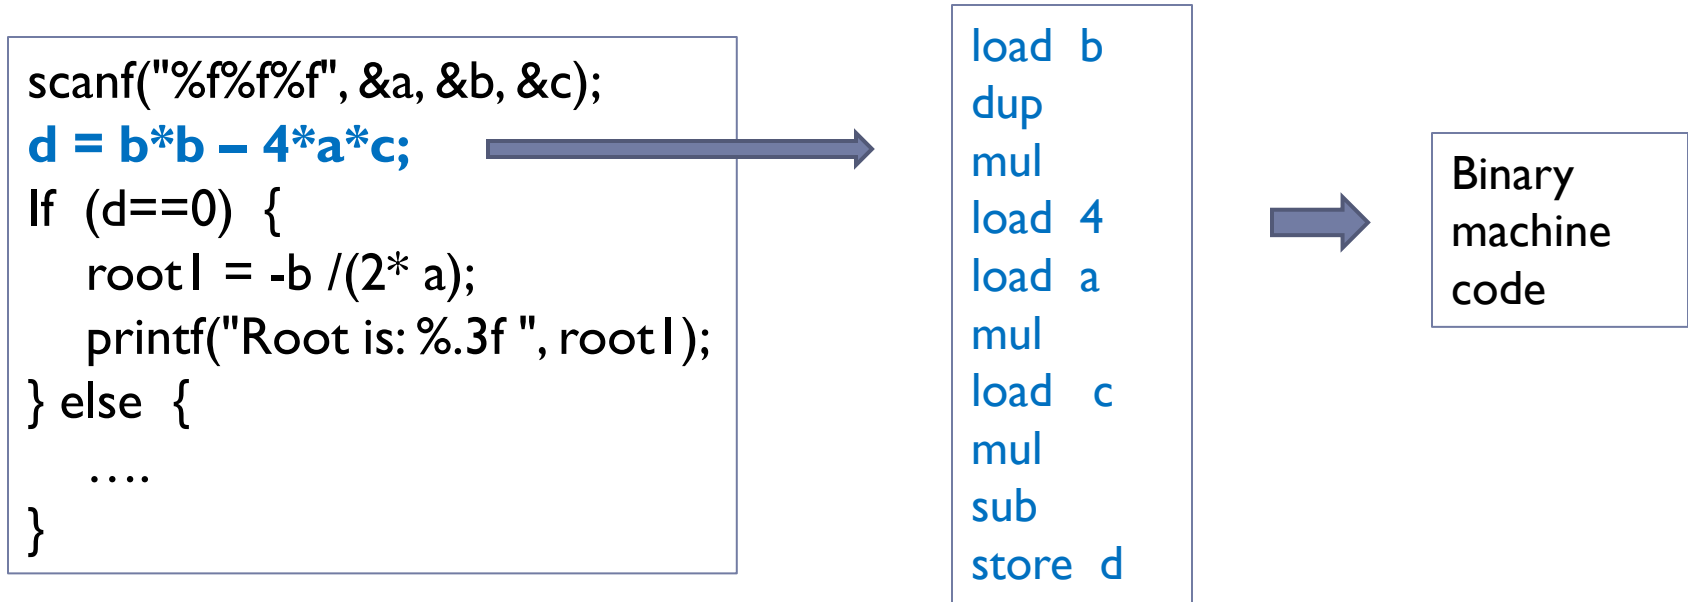 scanf("%f%f%f", &a, &b, &c);
d = b*b – 4*a*c;
If (d==0) {
root1 = -b /(2* a);
printf("Root is: %.3f ", root1);
} else {
….
}
load b
dup
mul
load 4
load a
mul
load c
mul
sub
store d
Binary
machine
code